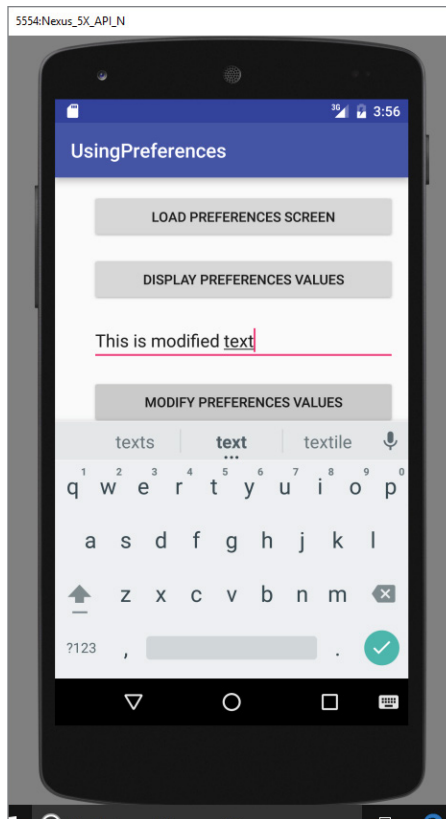 5554:Nexus_5X_API_N
3G 3:56
UsingPreferences
LOAD PREFERENCES SCREEN
DISPLAY PREFERENCES VALUES
This is modified text
MODIFY PREFERENCES VALUES
texts text textile
1 2 3 4 5 6 7 8 9 0
q w e r t y u i o p
a s d f g h j k l
z x c v b n m
?123 , .